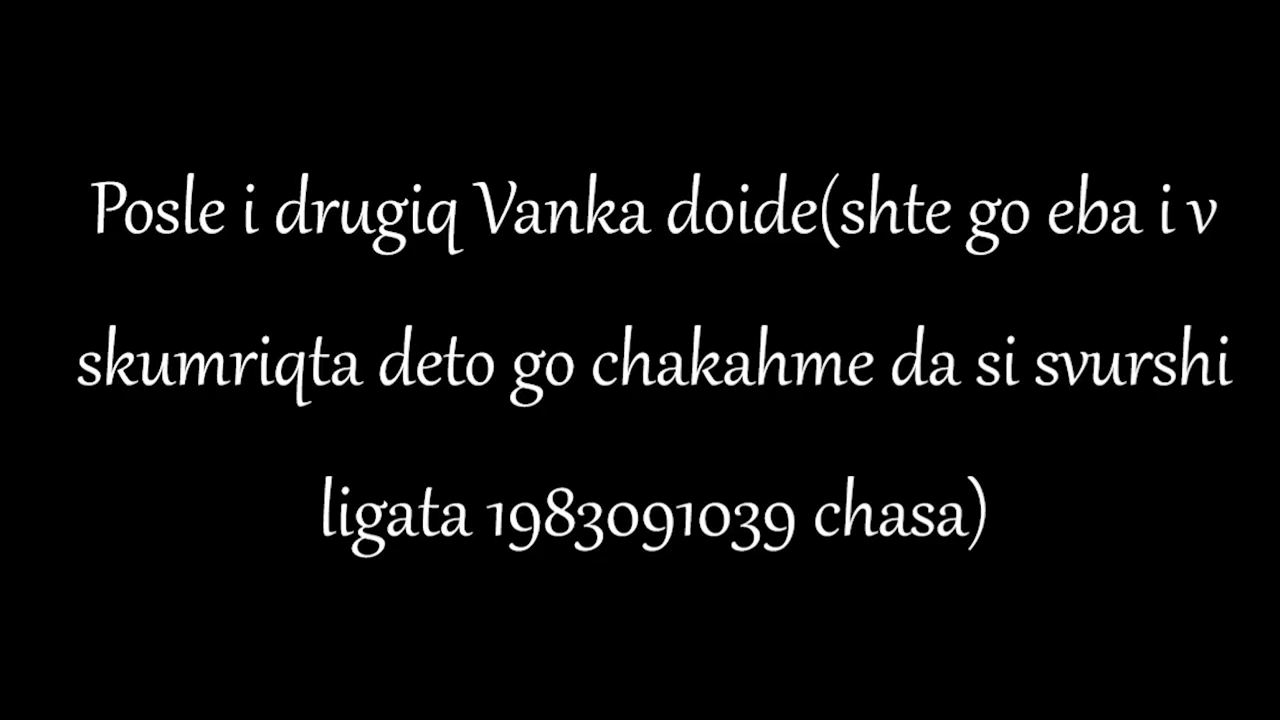 Posle i drugiq Vanka doide(shte go eba i v
skumriqta deto go chakahme da si svurshi
ligata 1983091039 chasa)